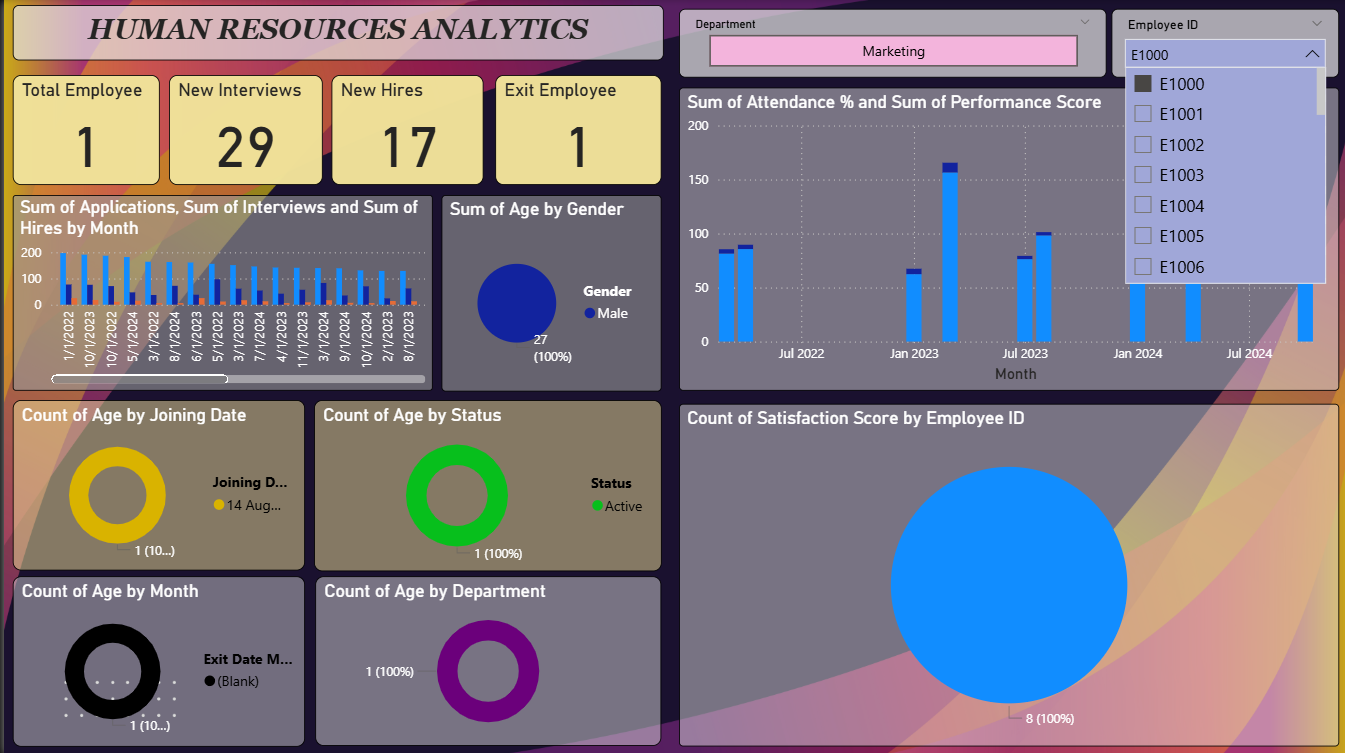 HUMAN RESOURCES ANALYTICS
Department
Marketing
Employee ID
E1000
E1000
E1001
E1002
E1003
E1004
E1005
E1006
Total Employee
1
New Interviews
29
New Hires
17
Exit Employee
1
Sum of Applications, Sum of Interviews and Sum of
Hires by Month
200
100
0
1/1/2022
10/1/2023
10/1/2022
5/1/2024
3/1/2022
8/1/2024
6/1/2023
5/1/2022
3/1/2023
7/1/2024
4/1/2023
11/1/2023
3/1/2024
9/1/2023
10/1/2024
2/1/2023
8/1/2023
Sum of Age by Gender
Gender
Male
27
(100%)
Sum of Attendance % and Sum of Performance Score
200
150
100
50
0
Jul 2022
Jan 2023
Jul 2023
Jan 2024
Jul 2024
Month
Count of Age by Joining Date
Joining D...
14 Aug...
1 (10...)
Count of Age by Status
Status
Active
1 (100%)
Count of Satisfaction Score by Employee ID
8 (100%)
Count of Age by Month
Exit Date M...
(Blank)
1 (10...)
Count of Age by Department
1 (100%)